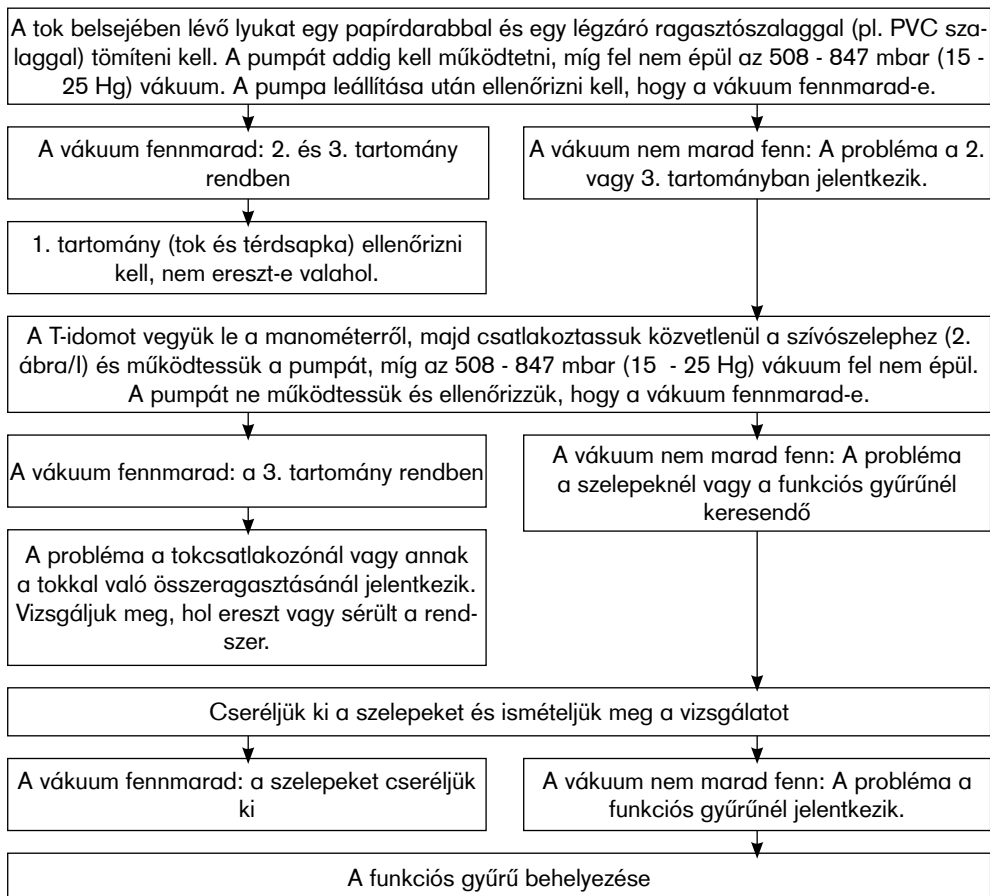 A tok belsejében lévő lyukat egy papírdarabbal és egy légzáró ragasztószalaggal (pl. PVC sza-
laggal) tömíteni kell. A pumpát addig kell működtetni, míg fel nem épül az 508 - 847 mbar (15 -
- 25 Hg) vákuum. A pumpa leállítása után ellenőrizni kell, hogy a vákuum fennmarad-e.
A vákuum fennmarad: 2. és 3. tartomány
rendben
A vákuum nem marad fenn: A probléma a 2.
vagy 3. tartományban jelentkezik.
1. tartomány (tok és térdsapka) ellenőrizni
kell, nem ereszt-e valahol.
A T-idomot vegyük le a manométerről, majd csatlakoztassuk közvetlenül a szívószelephez (2.
ábra/I) és működtessük a pumpát, míg az 508 - 847 mbar (15 - 25 Hg) vákuum fel nem épül.
A pumpát ne működtessük és ellenőrizzük, hogy a vákuum fennmarad-e.
A vákuum fennmarad: a 3. tartomány rendben
A vákuum nem marad fenn: A probléma
a szelepeknél vagy a funkciós gyűrűnél
keresendő
A probléma a tokcsatlakozónál vagy annak
a tokkal való összeragasztásánál jelentkezik.
Vizsgáljuk meg, hol ereszt vagy sérült a rend-
szer.
Cseréljük ki a szelepeket és ismételjük meg a vizsgálatot
A vákuum fennmarad: a szelepeket cseréljük
ki
A vákuum nem marad fenn: A probléma a
funkciós gyűrűnél jelentkezik.
A funkciós gyűrű behelyezése